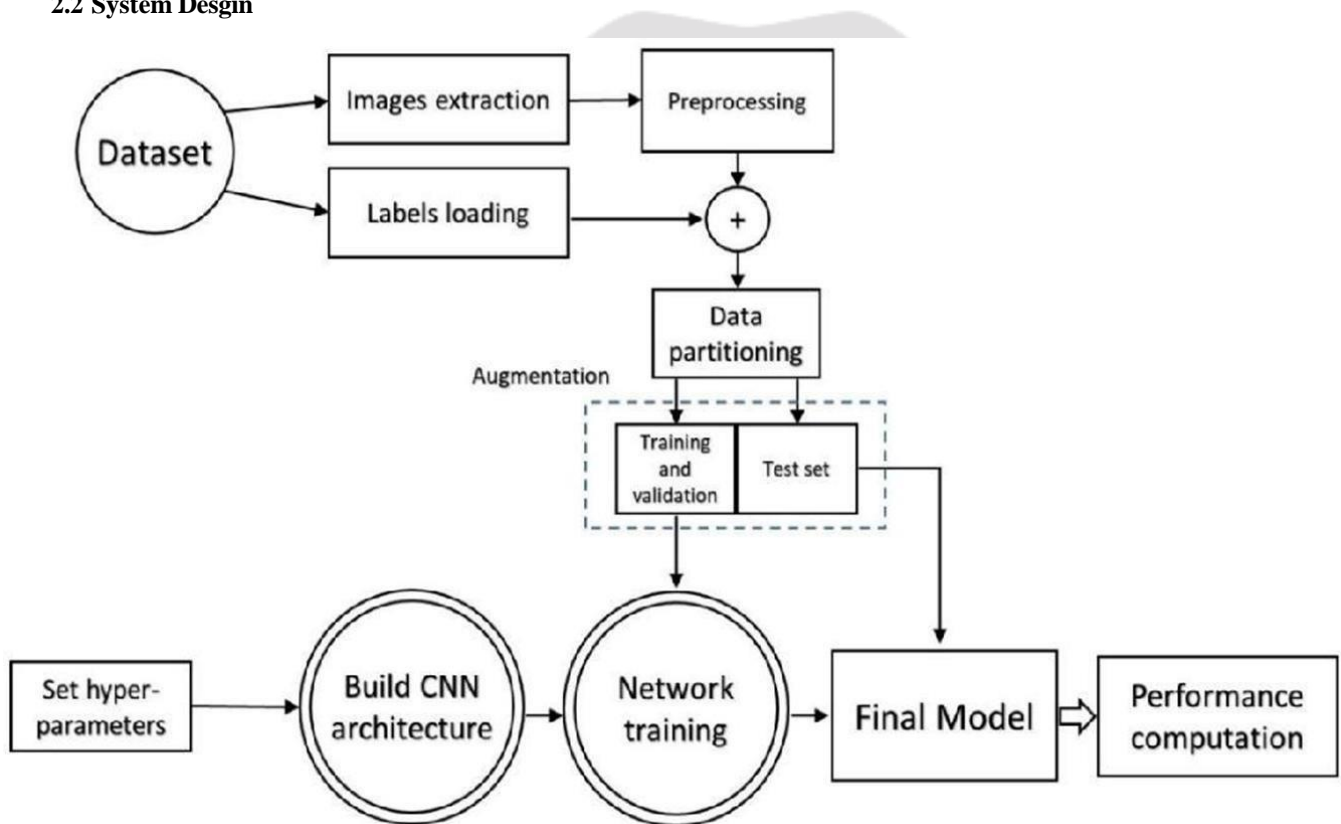 2.2 System Desgin
Images extraction
Preprocessing
Dataset
Labels loading
+
Data
partitioning
Augmentation
Training
and
validation
Test set
Set hyper-
parameters
Build CNN
architecture
Network
training
Final Model
Performance
computation